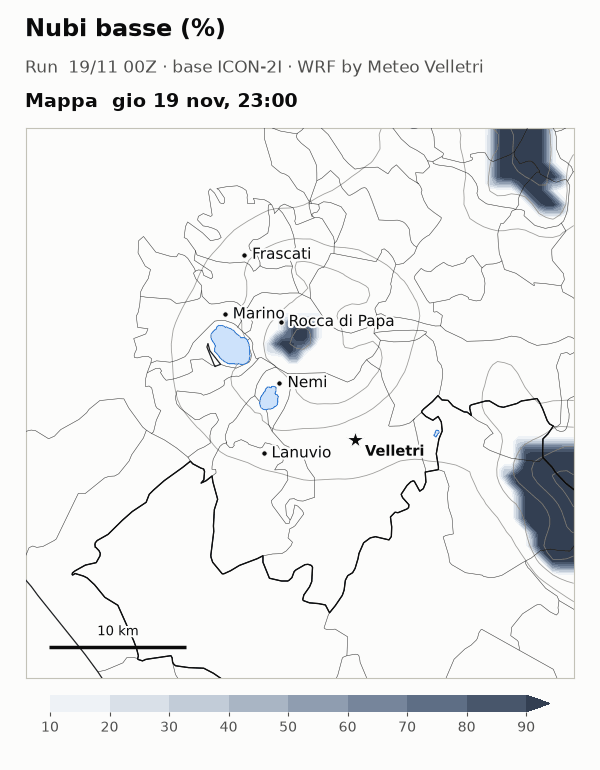 Nubi basse (%)
Run  19/11 00Z · base ICON-2I · WRF by Meteo Velletri
Mappa  gio 19 nov, 23:00
Frascati
Marino
Rocca di Papa
Nemi
Velletri
Lanuvio
10 km
10 20 30 40 50 60 70 80 90